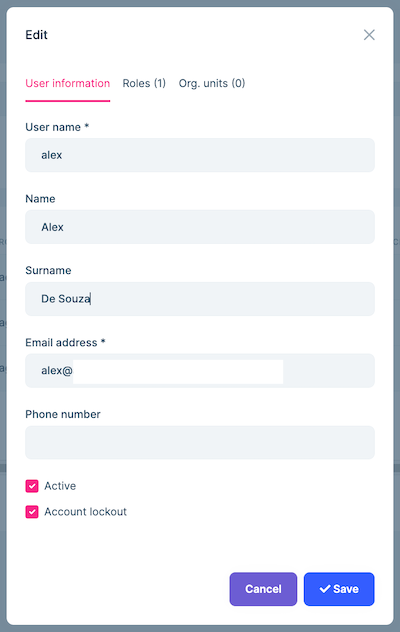 Edit
User information Roles (1) Org. units (0)
User name *
alex
Name
Alex
Surname
De Souza
Email address *
alex@
Phone number
Active
Account lockout
Cancel Save